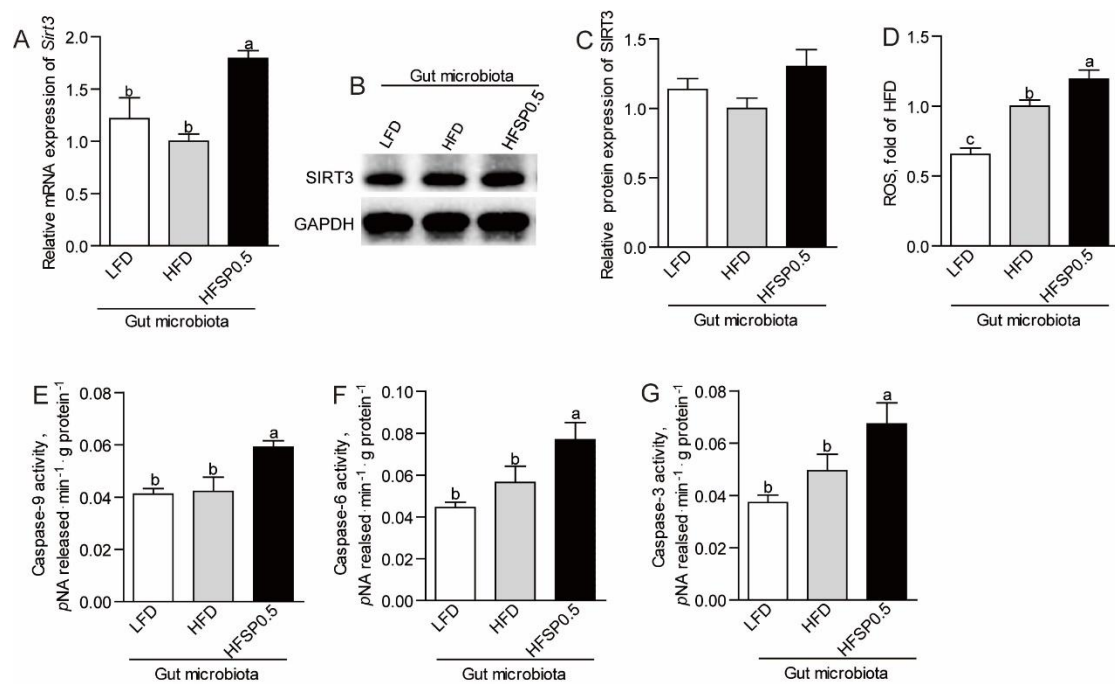 A
Relative mRNA expression of Sirt3
2.0
1.5
1.0
0.5
0.0
b
b
a
LFD
HFD
HFSP0.5
Gut microbiota
B
Gut microbiota
LFD
HFD
HFSP0.5
SIRT3
GAPDH
C
Relative protein expression of SIRT3
1.5
1.0
0.5
0.0
LFD
HFD
HFSP0.5
Gut microbiota
D
ROS, fold of HFD
1.5
1.0
0.5
0.0
c
b
a
LFD
HFD
HFSP0.5
Gut microbiota
E
Caspase-9 activity,
pNA released·min⁻¹·g protein⁻¹
0.08
0.06
0.04
0.02
0.00
b
b
a
LFD
HFD
HFSP0.5
Gut microbiota
F
Caspase-6 activity,
pNA realsed·min⁻¹·g protein⁻¹
0.10
0.08
0.06
0.04
0.02
0.00
b
b
a
LFD
HFD
HFSP0.5
Gut microbiota
G
Caspase-3 activity,
pNA realsed·min⁻¹·g protein⁻¹
0.08
0.06
0.04
0.02
0.00
b
b
a
LFD
HFD
HFSP0.5
Gut microbiota